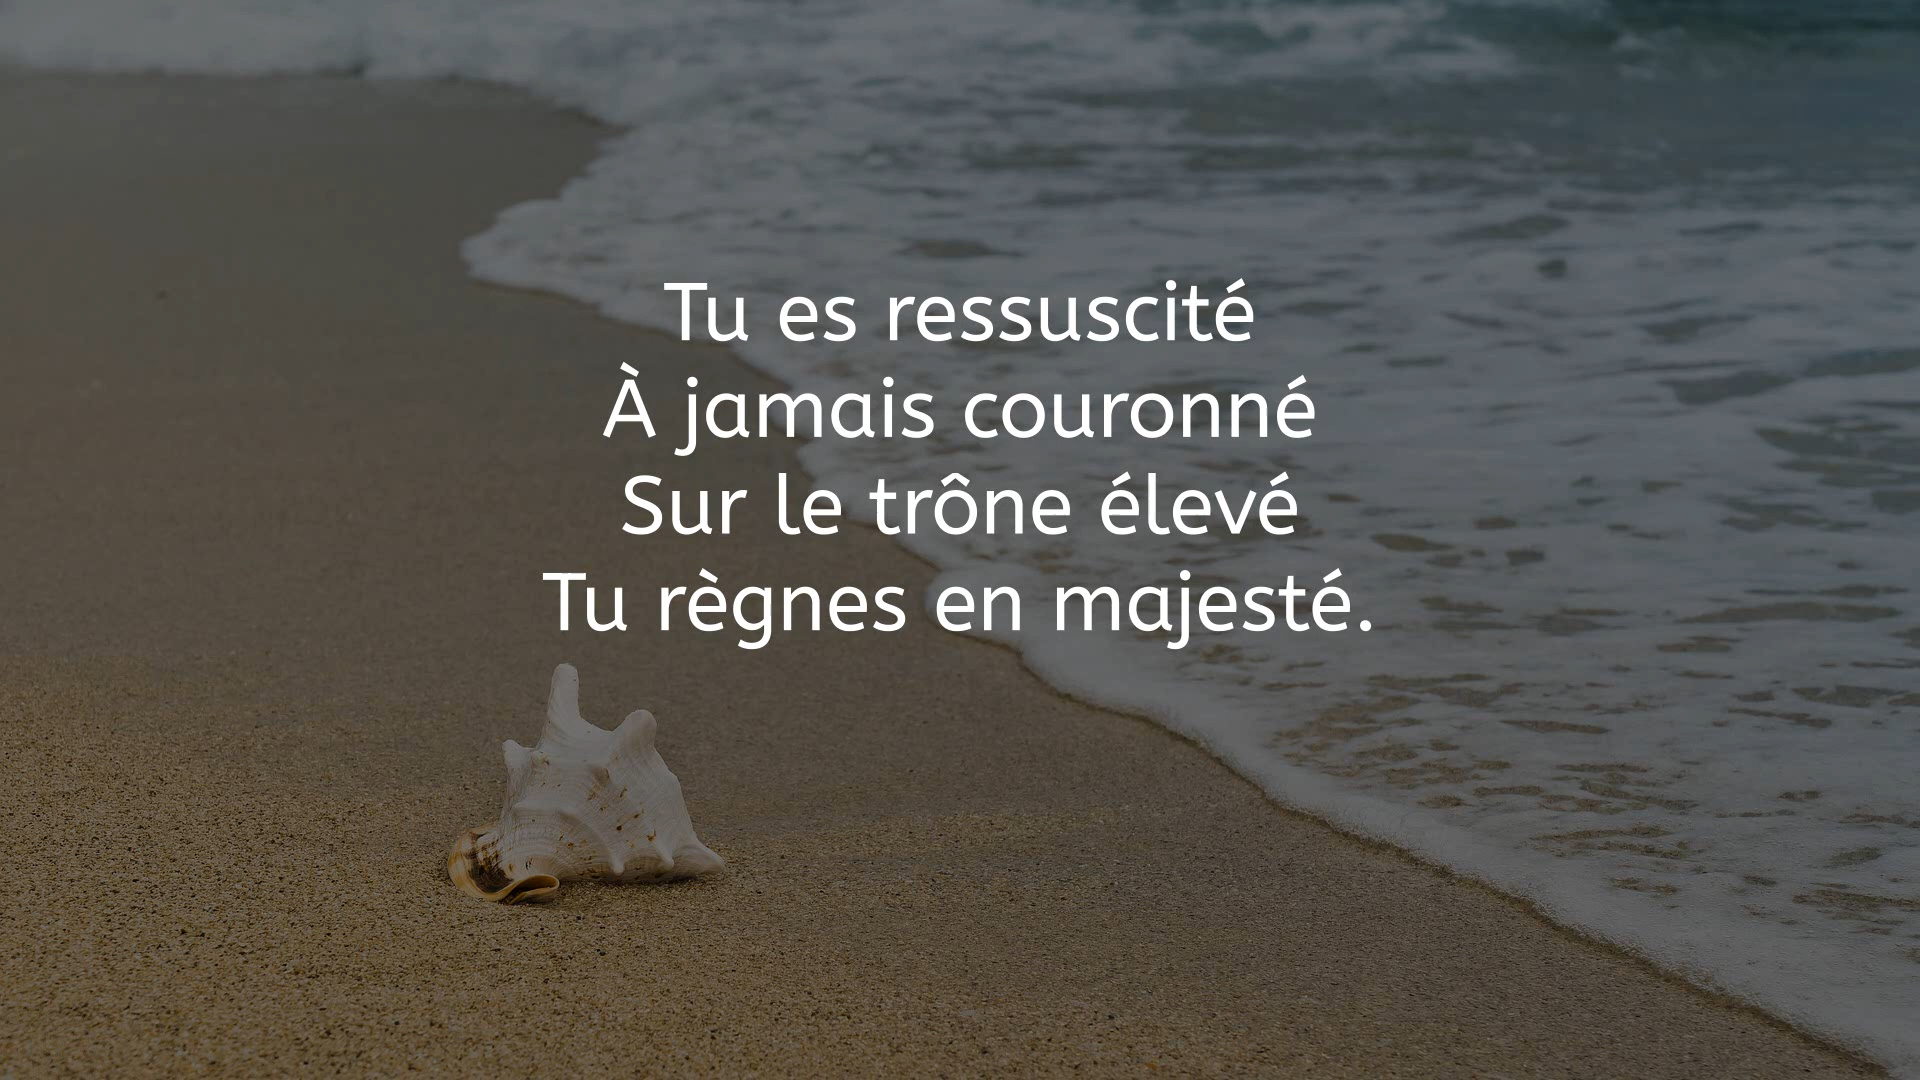 Tu es ressuscité
À jamais couronné
Sur le trône élevé
Tu règnes en majesté.